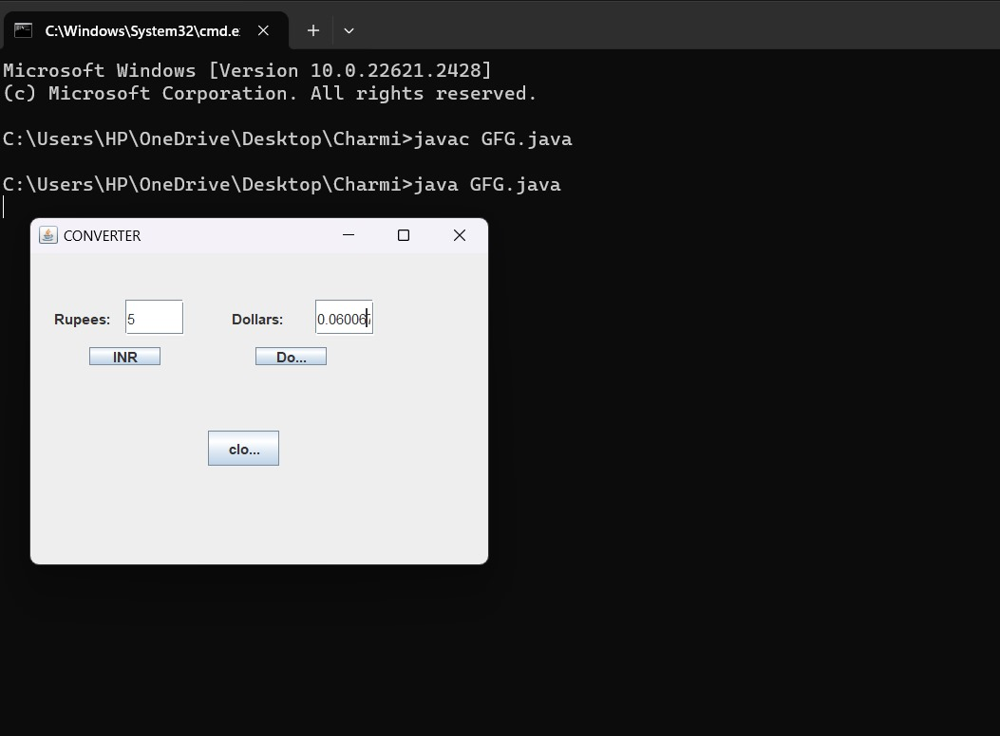 C:\Windows\System32\cmd.e
Microsoft Windows [Version 10.0.22621.2428]
(c) Microsoft Corporation. All rights reserved.
C:\Users\HP\OneDrive\Desktop\Charmi>javac GFG.java
C:\Users\HP\OneDrive\Desktop\Charmi>java GFG.java
CONVERTER
Rupees: 5 Dollars: 0.06006
INR Do...
clo...